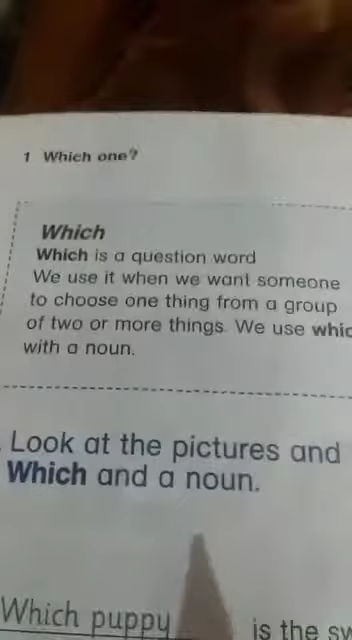 1 Which one?
Which
Which is a question word
We use it when we want someone
to choose one thing from a group
of two or more things. We use whic
with a noun.
Look at the pictures and
Which and a noun.
Which puppy is the sw